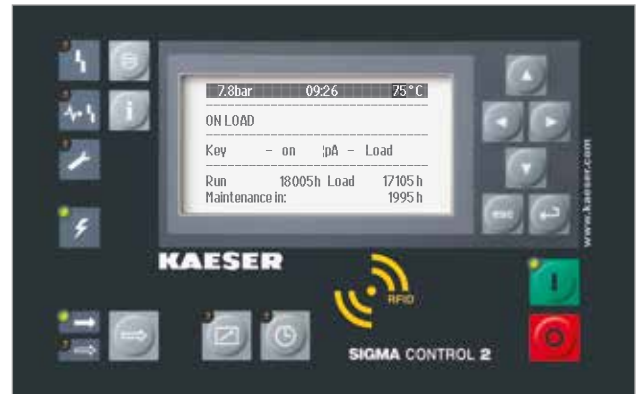 7.8bar 09:26 75°C
ON LOAD
Key - on ¦pA - Load
Run 18005h Load 17105h
Maintenance in: 1995h
esc
www.kaeser.com
KAESER
RFID
I
O
SIGMA CONTROL 2